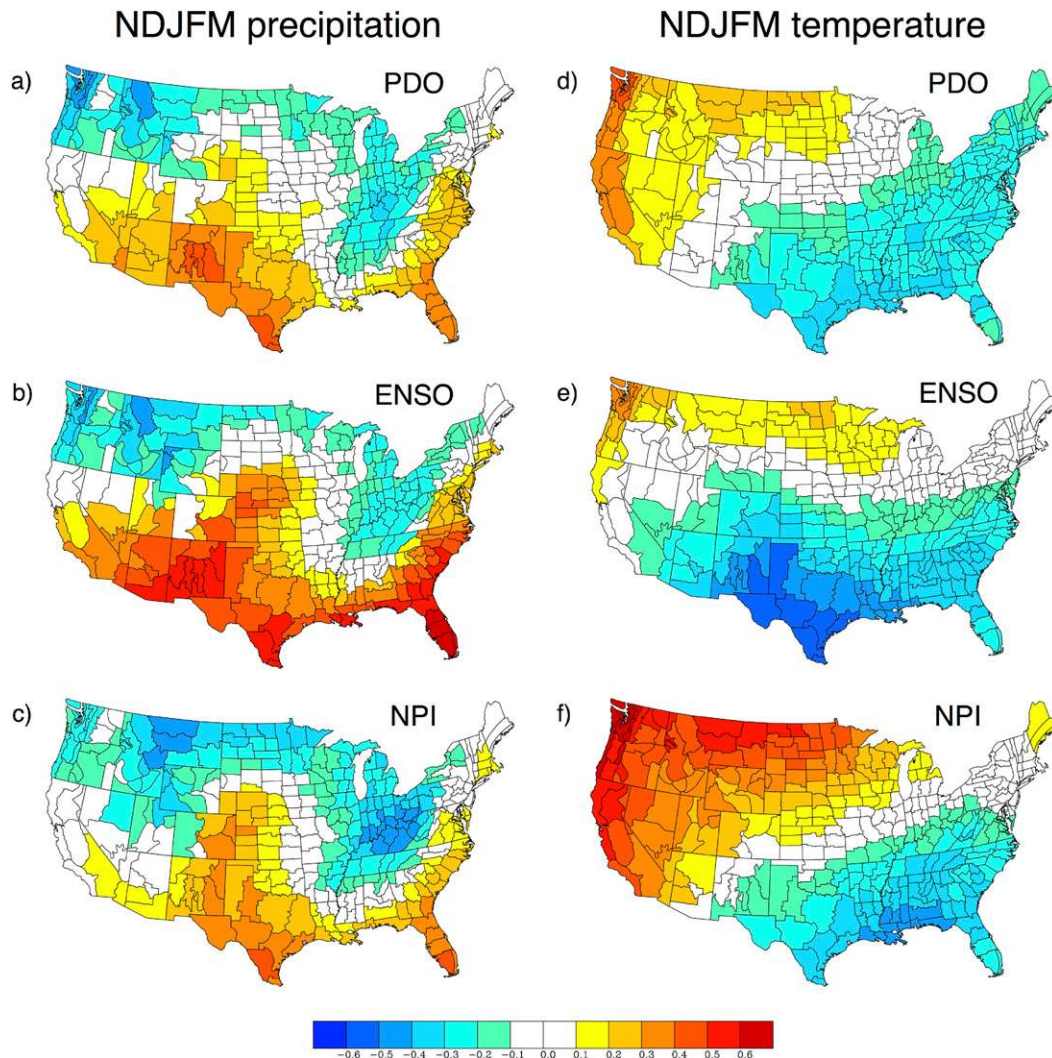 NDJFM precipitation
NDJFM temperature
a)
PDO
d)
PDO
b)
ENSO
e)
ENSO
c)
NPI
f)
NPI
−0.6 −0.5 −0.4 −0.3 −0.2 −0.1 0.0 0.1 0.2 0.3 0.4 0.5 0.6